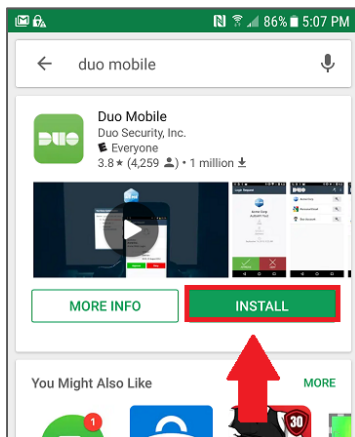 86% 5:07 PM
duo mobile
Duo Mobile
Duo Security, Inc.
E Everyone
3.8★ (4,259) • 1 million
DUO
MORE INFO
INSTALL
You Might Also Like
MORE
1
30